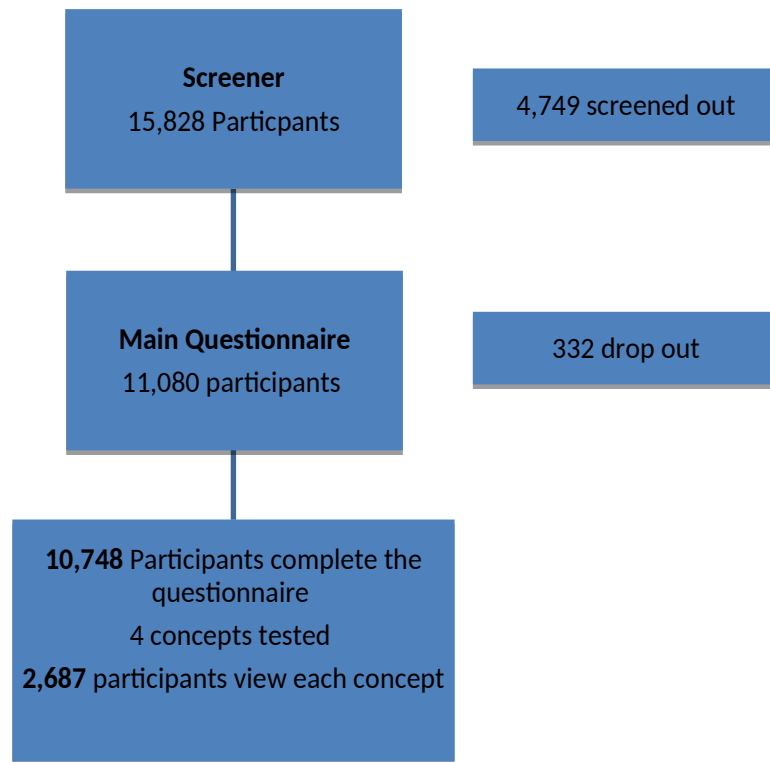 Screener
15,828 Particpants
4,749 screened out
Main Questionnaire
11,080 participants
332 drop out
10,748 Participants complete the
questionnaire
4 concepts tested
2,687 participants view each concept